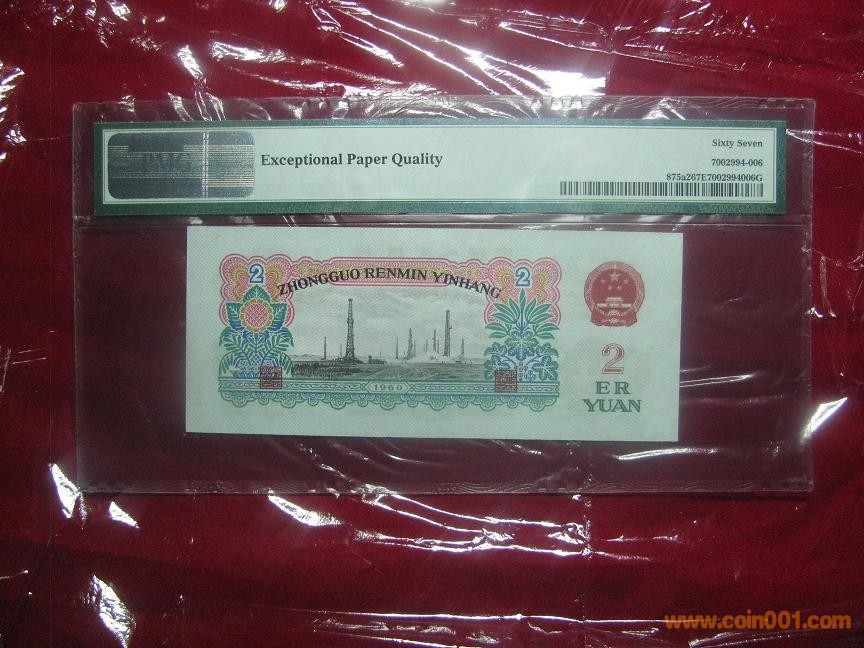 PMG
Exceptional Paper Quality
Sixty Seven
7002994-006
875a267E7002994006G
2 ZHONGGUO RENMIN YINHANG 2
1960
2
ER
YUAN
www.coin001.com